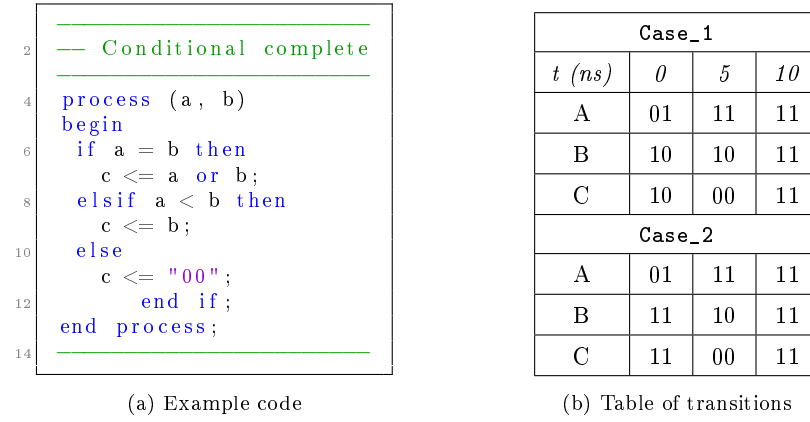 2 -- Conditional complete
4 process (a, b)
begin
6 if a = b then
c <= a or b;
8 elsif a < b then
c <= b;
10 else
c <= "00";
12 end if;
end process;
14
(a) Example code
Case_1
t (ns) 0 5 10
A 01 11 11
B 10 10 11
C 10 00 11
Case_2
A 01 11 11
B 11 10 11
C 11 00 11
(b) Table of transitions